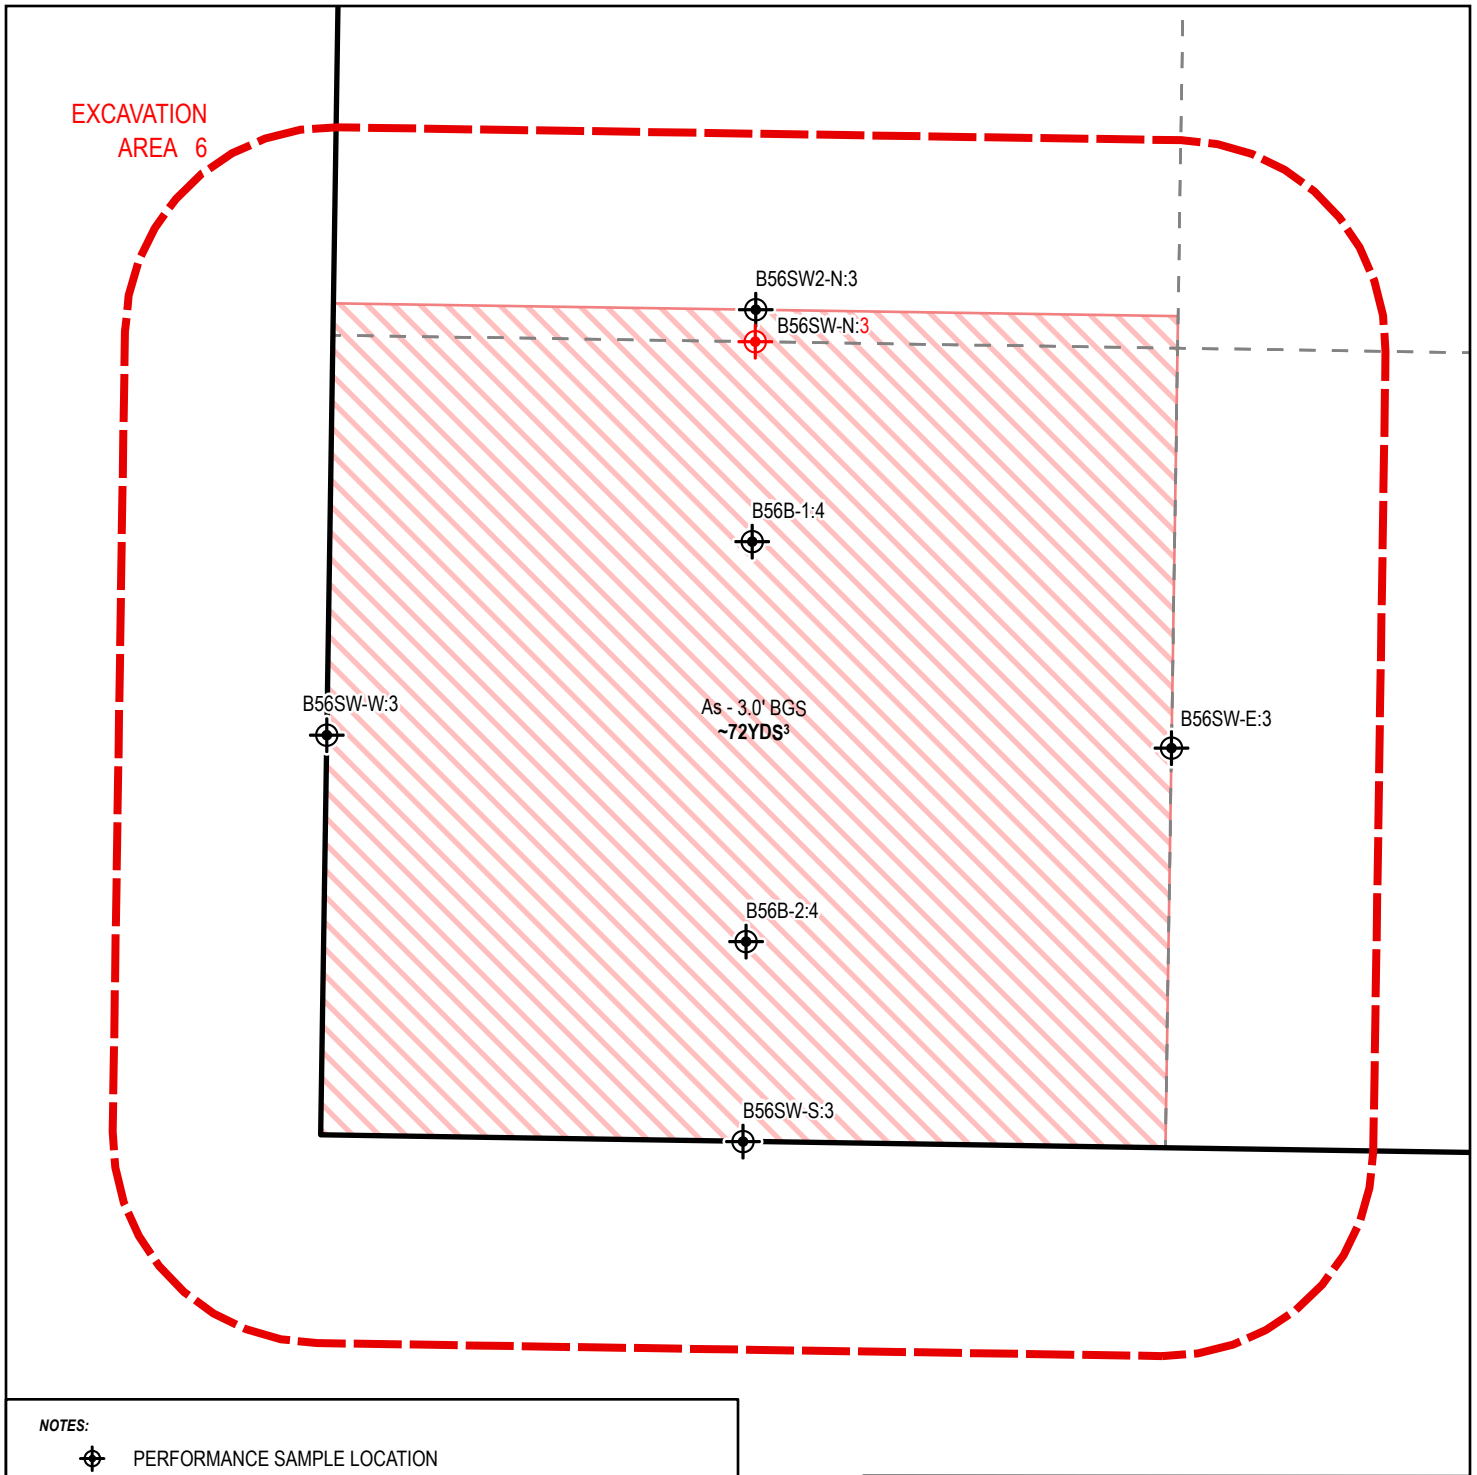 EXCAVATION
AREA 6
B56SW2-N:3
B56SW-N:3
B56B-1:4
B56SW-W:3
As - 3.0' BGS
~72YDS³
B56SW-E:3
B56B-2:4
B56SW-S:3
NOTES:
PERFORMANCE SAMPLE LOCATION